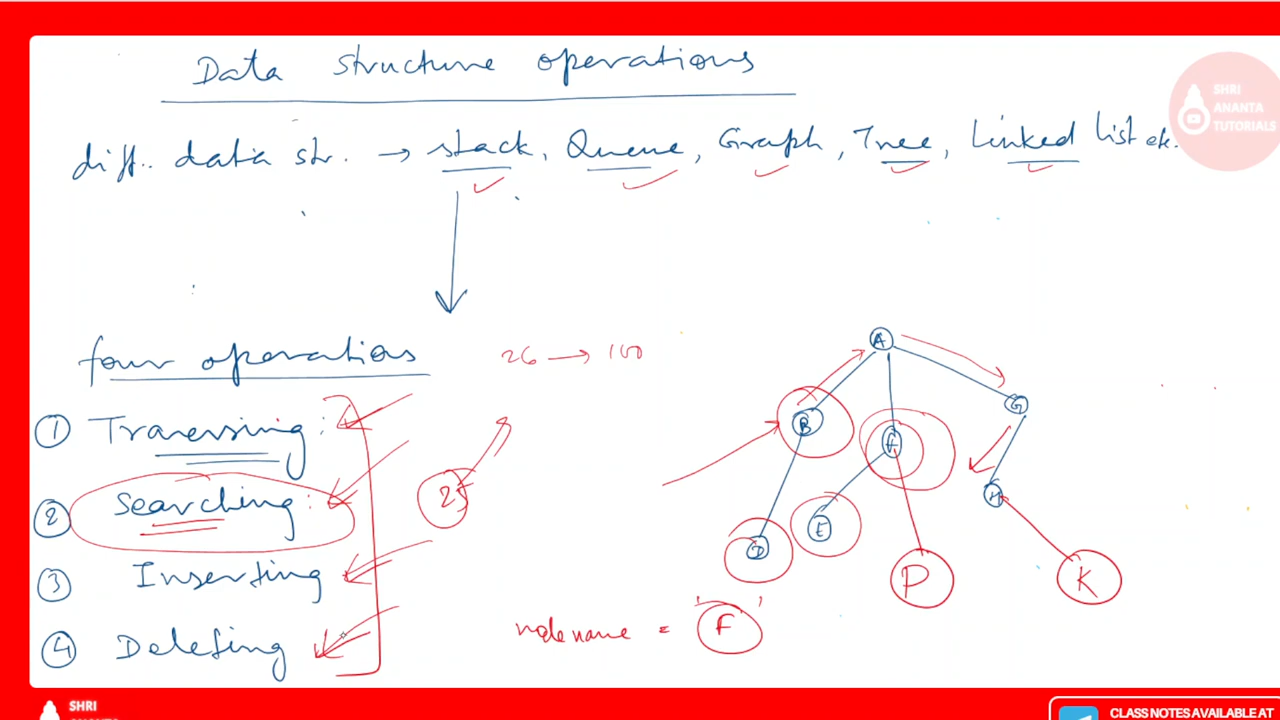 Data structure operations
SHRI
ANANTA
TUTORIALS
diff.. data str. → stack, Queue, Graph, Tree, Linked list etc.
four operations
26 → 100
① Traversing :
② Searching :
2
③ Inserting
④ Deleting
A
B
G
H
E
D
P
K
node name = 'F'
SHRI
ANANTA
CLASS NOTES AVAILABLE AT